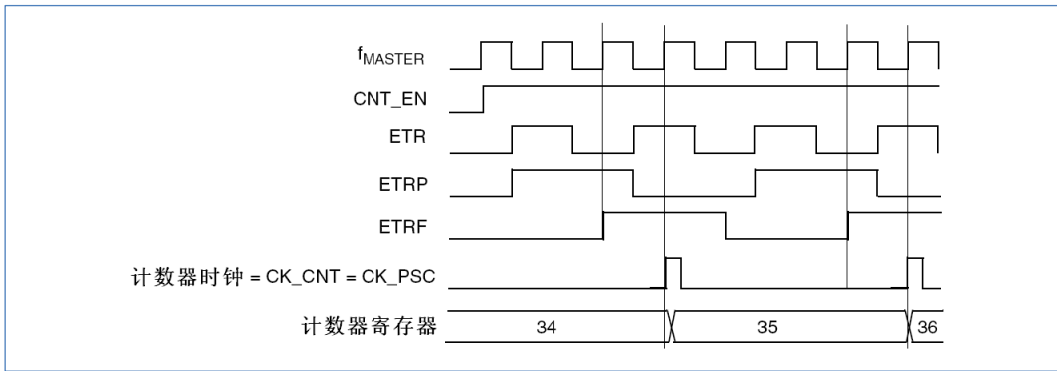 fMASTER
CNT_EN
ETR
ETRP
ETRF
计数器时钟 = CK_CNT = CK_PSC
计数器寄存器 34 35 36